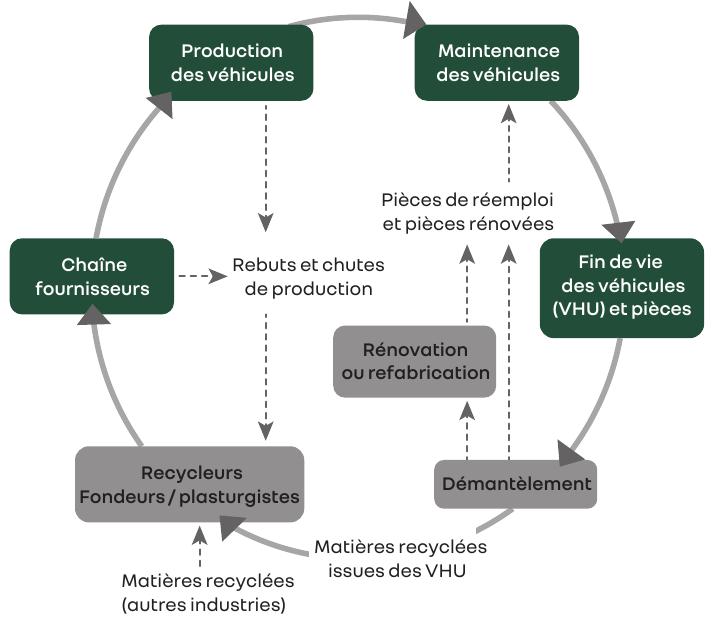 Production
des véhicules
Maintenance
des véhicules
Pièces de réemploi
et pièces rénovées
Chaîne
fournisseurs
Rebuts et chutes
de production
Fin de vie
des véhicules
(VHU) et pièces
Rénovation
ou refabrication
Recycleurs
Fondeurs / plasturgistes
Démantèlement
Matières recyclées
issues des VHU
Matières recyclées
(autres industries)